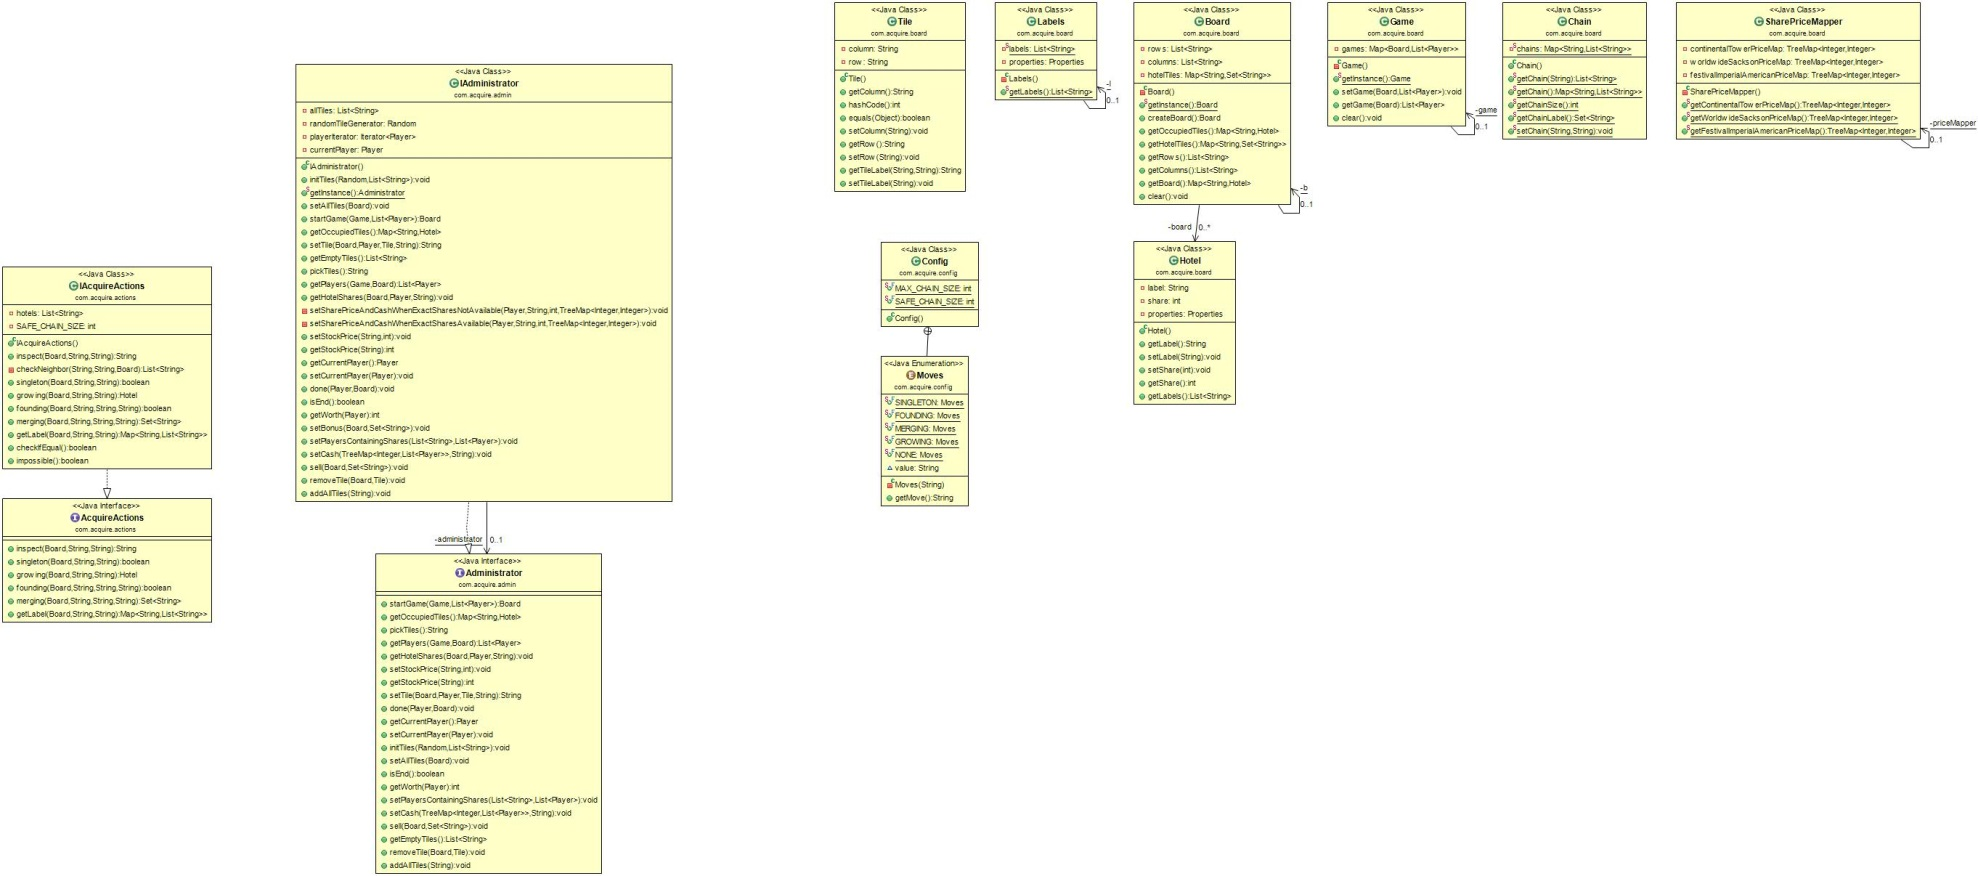 <<Java Class>>
IAcquireActions
com.acquire.actions
hotels: List<String>
SAFE_CHAIN_SIZE: int
IAcquireActions()
inspect(Board,String,String):String
checkNeighbor(String,String,Board):List<String>
singleton(Board,String,String):boolean
growing(Board,String,String):Hotel
founding(Board,String,String,String):boolean
merging(Board,String,String,String):Set<String>
getLabel(Board,String,String):Map<String,List<String>>
checkIfEqual():boolean
impossible():boolean
<<Java Interface>>
AcquireActions
com.acquire.actions
inspect(Board,String,String):String
singleton(Board,String,String):boolean
growing(Board,String,String):Hotel
founding(Board,String,String,String):boolean
merging(Board,String,String,String):Set<String>
getLabel(Board,String,String):Map<String,List<String>>
<<Java Class>>
IAdministrator
com.acquire.admin
allTiles: List<String>
randomTileGenerator: Random
playerIterator: Iterator<Player>
currentPlayer: Player
IAdministrator()
initTiles(Random,List<String>):void
getInstance():Administrator
setAllTiles(Board):void
startGame(Game,List<Player>):Board
getOccupiedTiles():Map<String,Hotel>
setTile(Board,Player,Tile,String):String
getEmptyTiles():List<String>
pickTiles():String
getPlayers(Game,Board):List<Player>
getHotelShares(Board,Player,String):void
setSharePriceAndCashWhenExactSharesNotAvailable(Player,String,int,TreeMap<Integer,Integer>):void
setSharePriceAndCashWhenExactSharesAvailable(Player,String,int,TreeMap<Integer,Integer>):void
setStockPrice(String,int):void
getStockPrice(String):int
getCurrentPlayer():Player
setCurrentPlayer(Player):void
done(Player,Board):void
isEnd():boolean
getWorth(Player):int
setBonus(Board,Set<String>):void
setPlayersContainingShares(List<String>,List<Player>):void
setCash(TreeMap<Integer,List<Player>>,String):void
sell(Board,Set<String>):void
removeTile(Board,Tile):void
addAllTiles(String):void
-administrator
0..1
<<Java Interface>>
Administrator
com.acquire.admin
startGame(Game,List<Player>):Board
getOccupiedTiles():Map<String,Hotel>
pickTiles():String
getPlayers(Game,Board):List<Player>
getHotelShares(Board,Player,String):void
setStockPrice(String,int):void
getStockPrice(String):int
setTile(Board,Player,Tile,String):String
done(Player,Board):void
getCurrentPlayer():Player
setCurrentPlayer(Player):void
initTiles(Random,List<String>):void
setAllTiles(Board):void
isEnd():boolean
getWorth(Player):int
setPlayersContainingShares(List<String>,List<Player>):void
setCash(TreeMap<Integer,List<Player>>,String):void
sell(Board,Set<String>):void
getEmptyTiles():List<String>
removeTile(Board,Tile):void
addAllTiles(String):void
<<Java Class>>
Tile
com.acquire.board
column: String
row: String
Tile()
getColumn():String
hashCode():int
equals(Object):boolean
setColumn(String):void
getRow():String
setRow(String):void
getTileLabel(String,String):String
setTileLabel(String):void
<<Java Class>>
Labels
com.acquire.board
labels: List<String>
properties: Properties
Labels()
getLabels():List<String>
-l
0..1
<<Java Class>>
Board
com.acquire.board
rows: List<String>
columns: List<String>
hotelTiles: Map<String,Set<String>>
Board()
getInstance():Board
createBoard():Board
getOccupiedTiles():Map<String,Hotel>
getHotelTiles():Map<String,Set<String>>
getRows():List<String>
getColumns():List<String>
getBoard():Map<String,Hotel>
clear():void
-b
0..1
-board
0..*
<<Java Class>>
Hotel
com.acquire.board
label: String
share: int
properties: Properties
Hotel()
getLabel():String
setLabel(String):void
setShare(int):void
getShare():int
getLabels():List<String>
<<Java Class>>
Config
com.acquire.config
MAX_CHAIN_SIZE: int
SAFE_CHAIN_SIZE: int
Config()
<<Java Enumeration>>
Moves
com.acquire.config
SINGLETON: Moves
FOUNDING: Moves
MERGING: Moves
GROWING: Moves
NONE: Moves
value: String
Moves(String)
getMove():String
<<Java Class>>
Game
com.acquire.board
games: Map<Board,List<Player>>
Game()
getInstance():Game
setGame(Board,List<Player>):void
getGame(Board):List<Player>
clear():void
-game
0..1
<<Java Class>>
Chain
com.acquire.board
chains: Map<String,List<String>>
Chain()
getChain(String):List<String>
getChain():Map<String,List<String>>
getChainSize():int
getChainLabel():Set<String>
setChain(String,String):void
<<Java Class>>
SharePriceMapper
com.acquire.board
continentalTowerPriceMap: TreeMap<Integer,Integer>
worldwideSacksonPriceMap: TreeMap<Integer,Integer>
festivalImperialAmericanPriceMap: TreeMap<Integer,Integer>
SharePriceMapper()
getContinentalTowerPriceMap():TreeMap<Integer,Integer>
getWorldwideSacksonPriceMap():TreeMap<Integer,Integer>
getFestivalImperialAmericanPriceMap():TreeMap<Integer,Integer>
-priceMapper
0..1